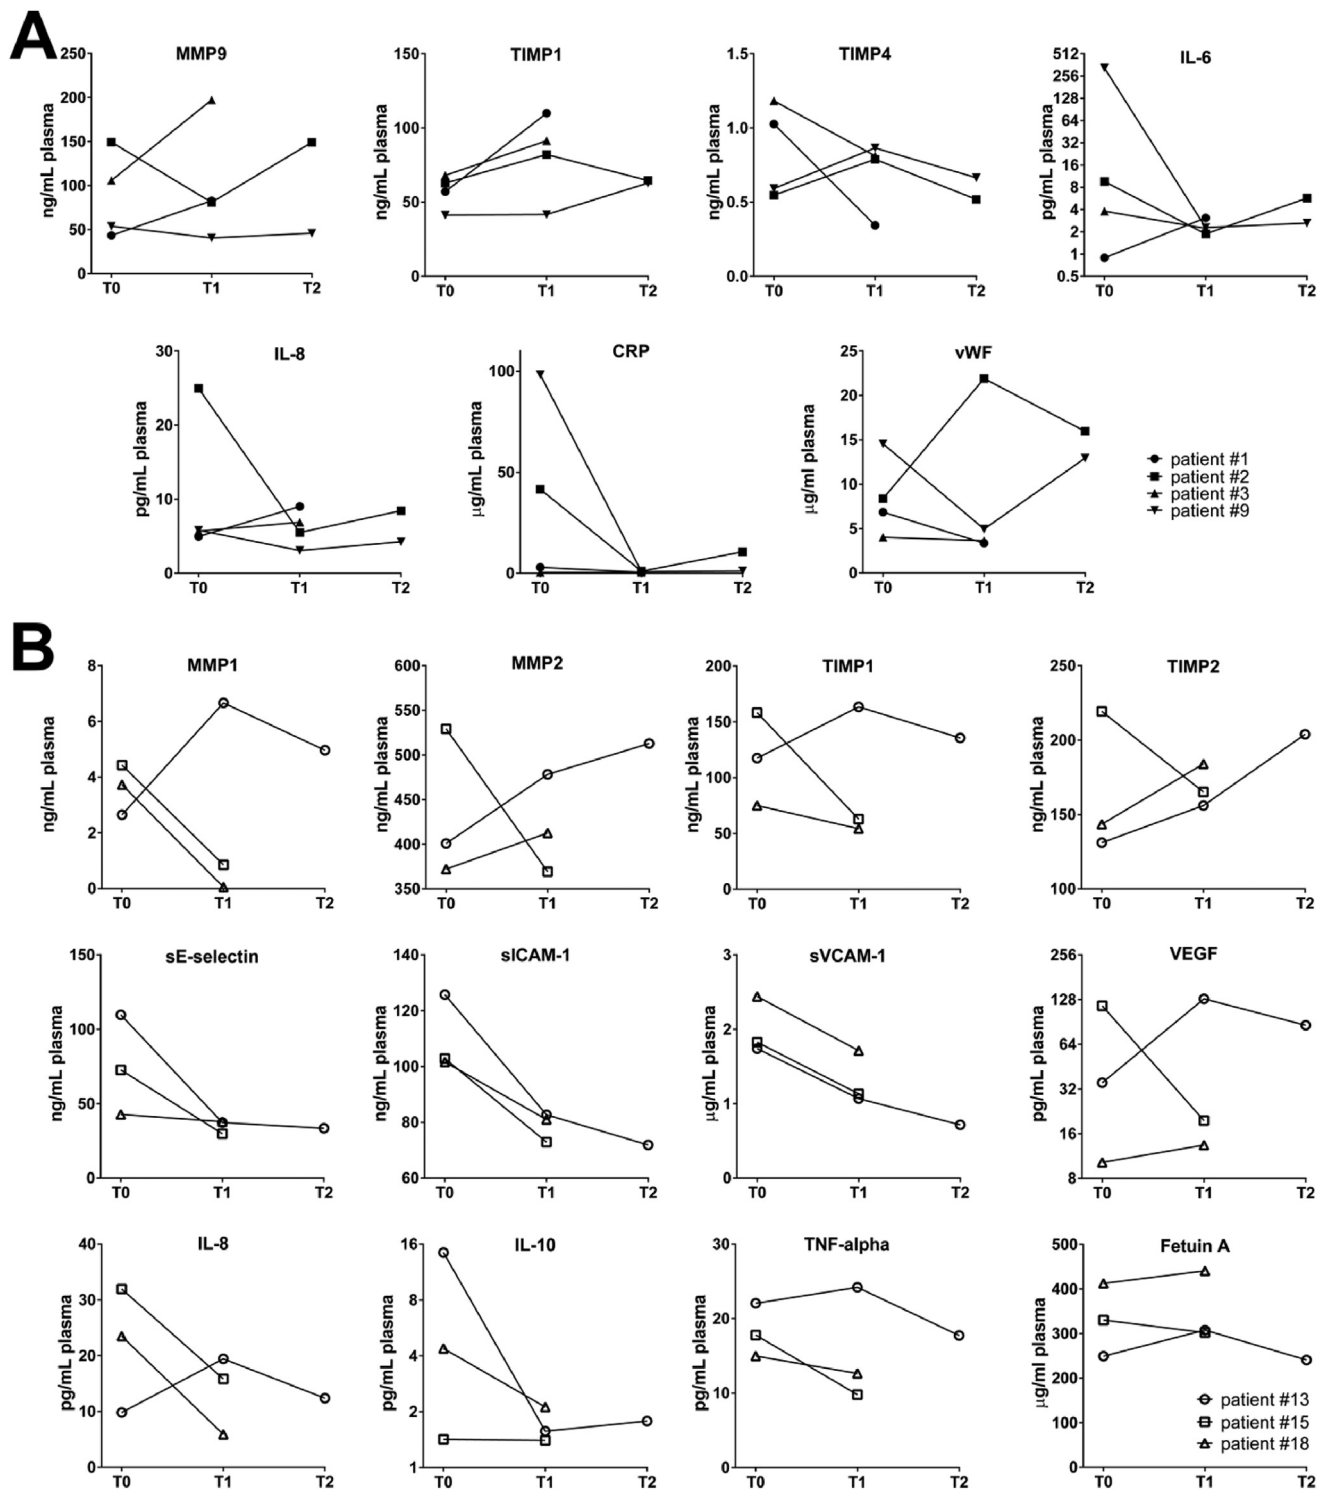 A
MMP9
ng/mL plasma
250
200
150
100
50
0
T0 T1 T2
TIMP1
ng/mL plasma
150
100
50
0
T0 T1 T2
TIMP4
ng/mL plasma
1.5
1.0
0.5
0.0
T0 T1 T2
IL-6
pg/mL plasma
512
256
128
64
32
16
8
4
2
1
0.5
T0 T1 T2
IL-8
pg/mL plasma
30
20
10
0
T0 T1 T2
CRP
µg/mL plasma
100
50
0
T0 T1 T2
vWF
µg/ml plasma
25
20
15
10
5
0
T0 T1 T2
patient #1
patient #2
patient #3
patient #9
B
MMP1
ng/mL plasma
8
6
4
2
0
T0 T1 T2
MMP2
ng/mL plasma
600
550
500
450
400
350
T0 T1 T2
TIMP1
ng/mL plasma
200
150
100
50
0
T0 T1 T2
TIMP2
ng/mL plasma
250
200
150
100
T0 T1 T2
sE-selectin
ng/mL plasma
150
100
50
0
T0 T1 T2
sICAM-1
ng/mL plasma
140
120
100
80
60
T0 T1 T2
sVCAM-1
µg/mL plasma
3
2
1
0
T0 T1 T2
VEGF
pg/mL plasma
256
128
64
32
16
8
T0 T1 T2
IL-8
pg/mL plasma
40
30
20
10
0
T0 T1 T2
IL-10
pg/mL plasma
16
8
4
2
1
T0 T1 T2
TNF-alpha
pg/mL plasma
30
20
10
0
T0 T1 T2
Fetuin A
µg/ml plasma
500
400
300
200
100
0
T0 T1 T2
patient #13
patient #15
patient #18